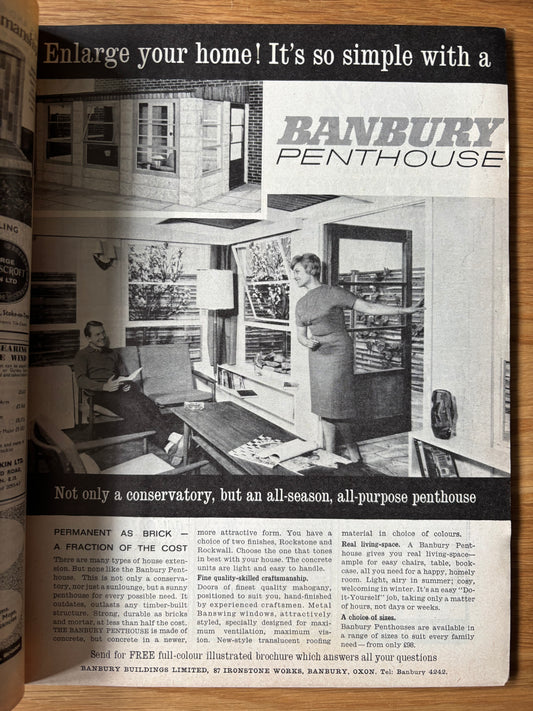 Enlarge your home! It's so simple with a
BANBURY
PENTHOUSE
Not only a conservatory, but an all-season, all-purpose penthouse
PERMANENT AS BRICK —
A FRACTION OF THE COST
There are many types of house exten-
sion. But none like the Banbury Pent-
house. This is not only a conserva-
tory, nor just a sunlounge, but a sunny
penthouse for every possible need. It
outdates, outlasts any timber-built
structure. Strong, durable as bricks
and mortar, at less than half the cost.
THE BANBURY PENTHOUSE is made of
concrete, but concrete in a newer,
more attractive form. You have a
choice of two finishes, Rockstone and
Rockwall. Choose the one that tones
in best with your house. The concrete
units are light and easy to handle.
Fine quality-skilled craftsmanship.
Doors of finest quality mahogany,
positioned to suit you, hand-finished
by experienced craftsmen. Metal
Banswing windows, attractively
styled, specially designed for maxi-
mum ventilation, maximum vis-
ion. New-style translucent roofing
material in choice of colours.
Real living-space. A Banbury Pent-
house gives you real living-space—
ample for easy chairs, table, book-
case, all you need for a happy, homely
room. Light, airy in summer; cosy,
welcoming in winter. It's an easy "Do-
it-Yourself" job, taking only a matter
of hours, not days or weeks.
A choice of sizes.
Banbury Penthouses are available in
a range of sizes to suit every family
need — from only £98.
Send for FREE full-colour illustrated brochure which answers all your questions
BANBURY BUILDINGS LIMITED, 87 IRONSTONE WORKS, BANBURY, OXON. Tel: Banbury 4242.